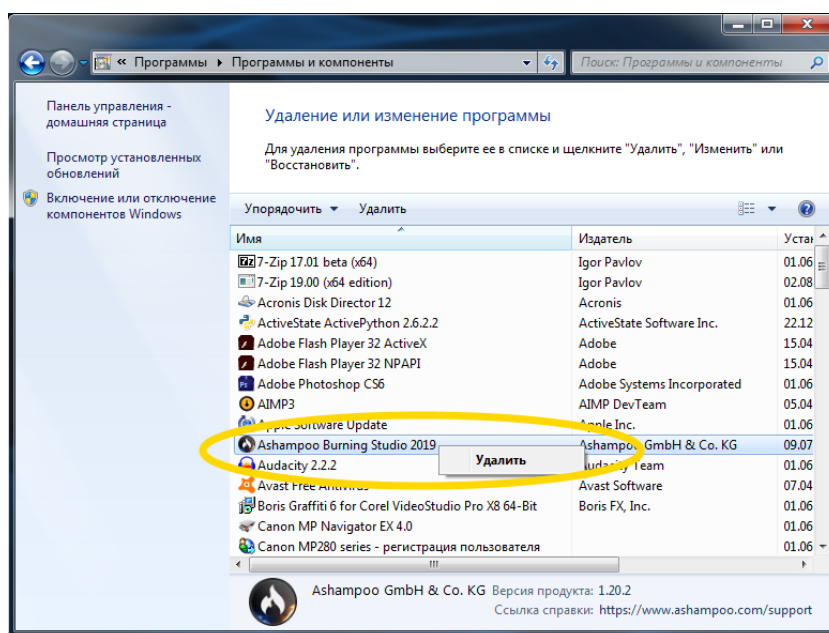 « Программы ▸ Программы и компоненты
Поиск: Программы и компоненты
Панель управления -
домашняя страница
Просмотр установленных
обновлений
Включение или отключение
компонентов Windows
Удаление или изменение программы
Для удаления программы выберите ее в списке и щелкните "Удалить", "Изменить" или
"Восстановить".
Упорядочить Удалить
Имя Издатель Устан
7-Zip 17.01 beta (x64) Igor Pavlov 01.06
7-Zip 19.00 (x64 edition) Igor Pavlov 02.08
Acronis Disk Director 12 Acronis 01.06
ActiveState ActivePython 2.6.2.2 ActiveState Software Inc. 22.12
Adobe Flash Player 32 ActiveX Adobe 15.04
Adobe Flash Player 32 NPAPI Adobe 15.04
Adobe Photoshop CS6 Adobe Systems Incorporated 01.06
AIMP3 AIMP DevTeam 05.04
Apple Software Update Apple Inc. 01.06
Ashampoo Burning Studio 2019 Ashampoo GmbH & Co. KG 09.07
Удалить
Audacity 2.2.2 Audacity Team 01.06
Avast Free Antivirus Avast Software 07.04
Boris Graffiti 6 for Corel VideoStudio Pro X8 64-Bit Boris FX, Inc. 01.06
Canon MP Navigator EX 4.0 01.06
Canon MP280 series - регистрация пользователя 01.06
Ashampoo GmbH & Co. KG Версия продукта: 1.20.2
Ссылка справки: https://www.ashampoo.com/support